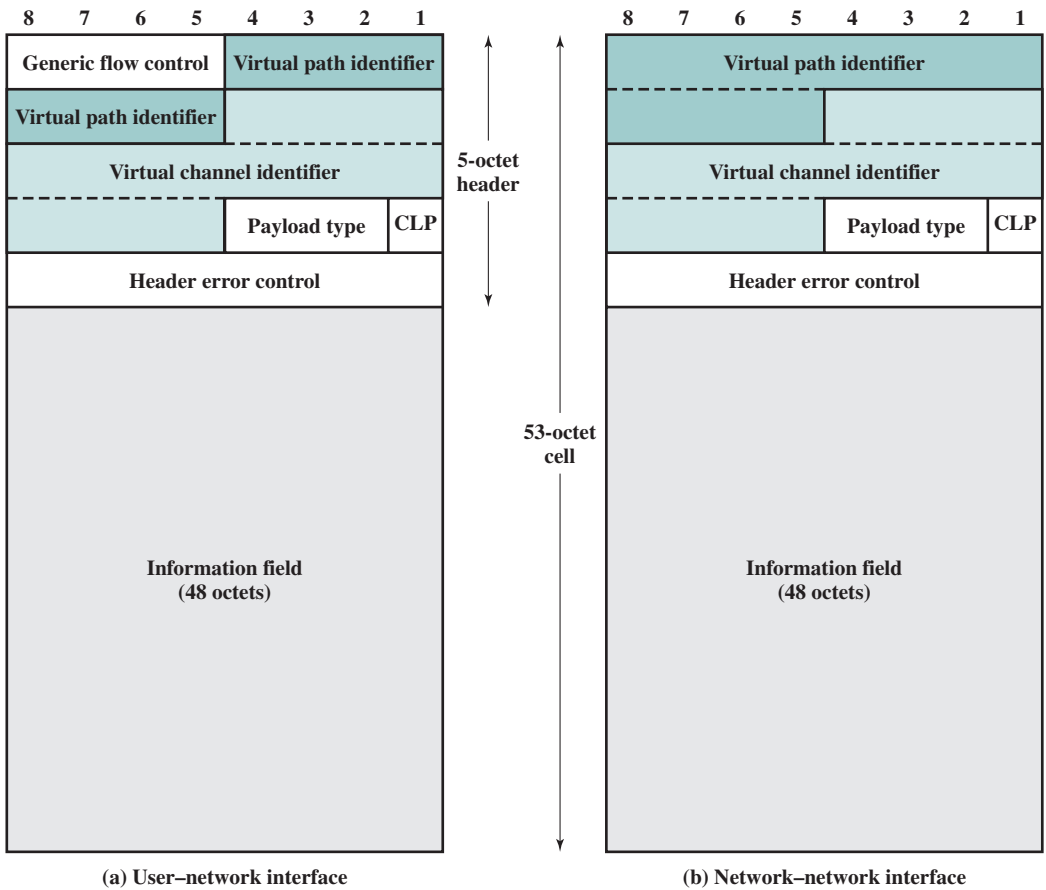 8 7 6 5 4 3 2 1
Generic flow control
Virtual path identifier
Virtual path identifier
Virtual channel identifier
Payload type
CLP
Header error control
Information field
(48 octets)
(a) User–network interface
5-octet
header
53-octet
cell
8 7 6 5 4 3 2 1
Virtual path identifier
Virtual channel identifier
Payload type
CLP
Header error control
Information field
(48 octets)
(b) Network–network interface